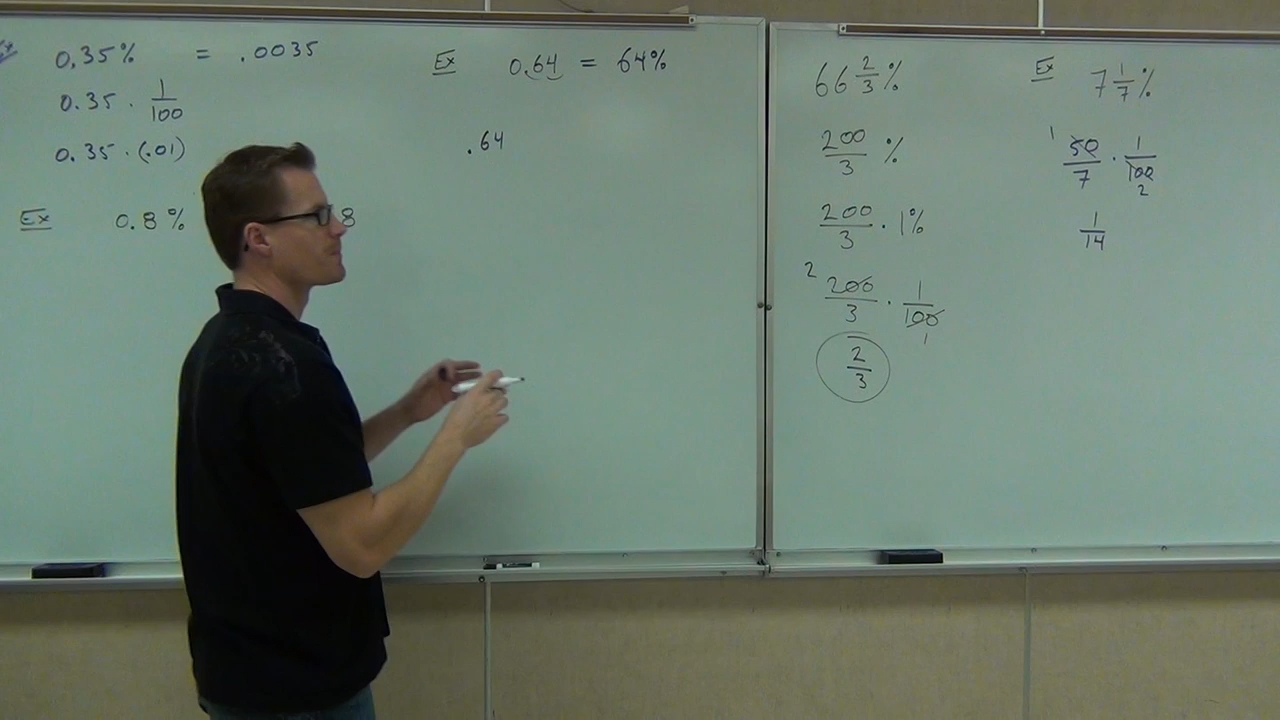 Ex 0.35% = .0035
0.35 · 1/100
0.35 · (.01)
Ex 0.8% 8
Ex 0.64 = 64%
.64
66 2/3 %
200/3 %
200/3 · 1%
2 200/3 · 1/100 1
2/3
Ex 7 1/7 %
1 50/7 · 1/100 2
1/14